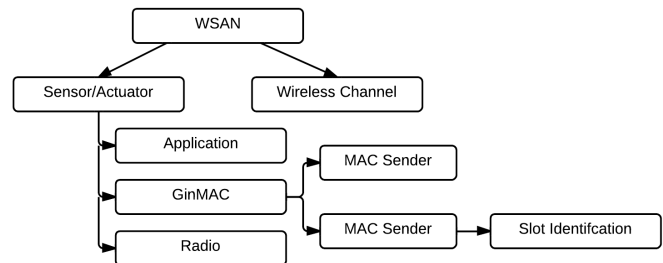 WSAN
Sensor/Actuator
Wireless Channel
Application
MAC Sender
GinMAC
MAC Sender
Slot Identifcation
Radio